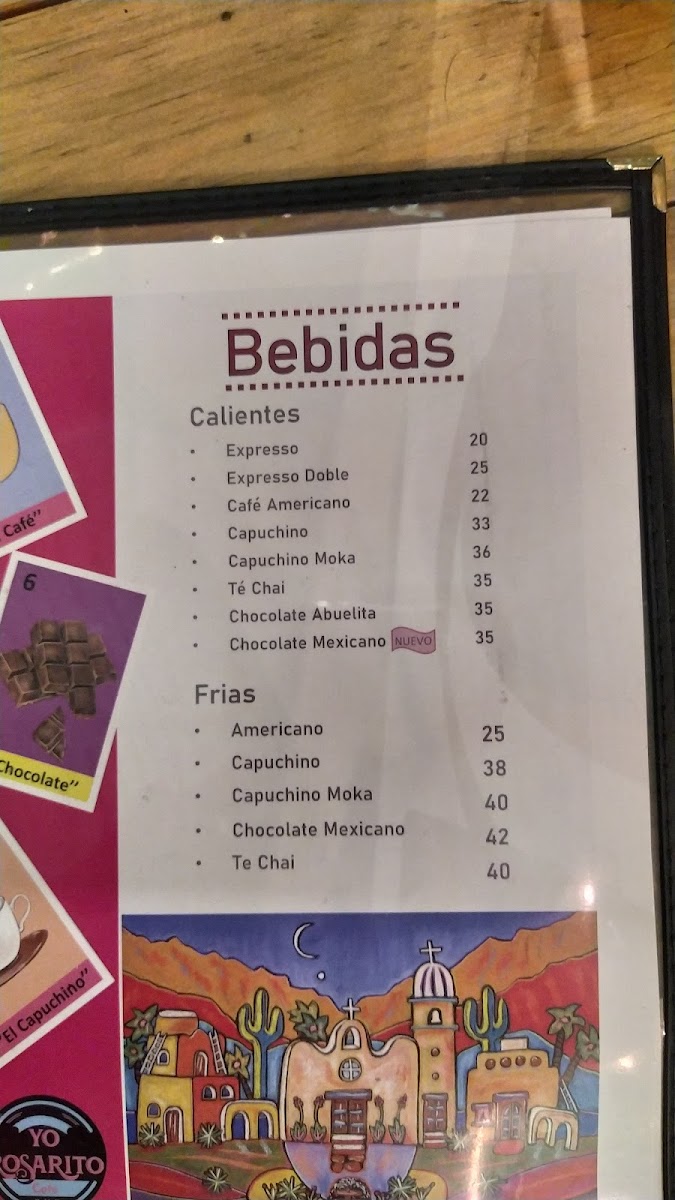 Bebidas
Calientes
• Expresso 20
• Expresso Doble 25
• Café Americano 22
• Capuchino 33
• Capuchino Moka 36
• Té Chai 35
• Chocolate Abuelita 35
• Chocolate Mexicano NUEVO 35
Frias
• Americano 25
• Capuchino 38
• Capuchino Moka 40
• Chocolate Mexicano 42
• Te Chai 40
Café”
6
Chocolate”
“El Capuchino”
YO
ROSARITO
Café